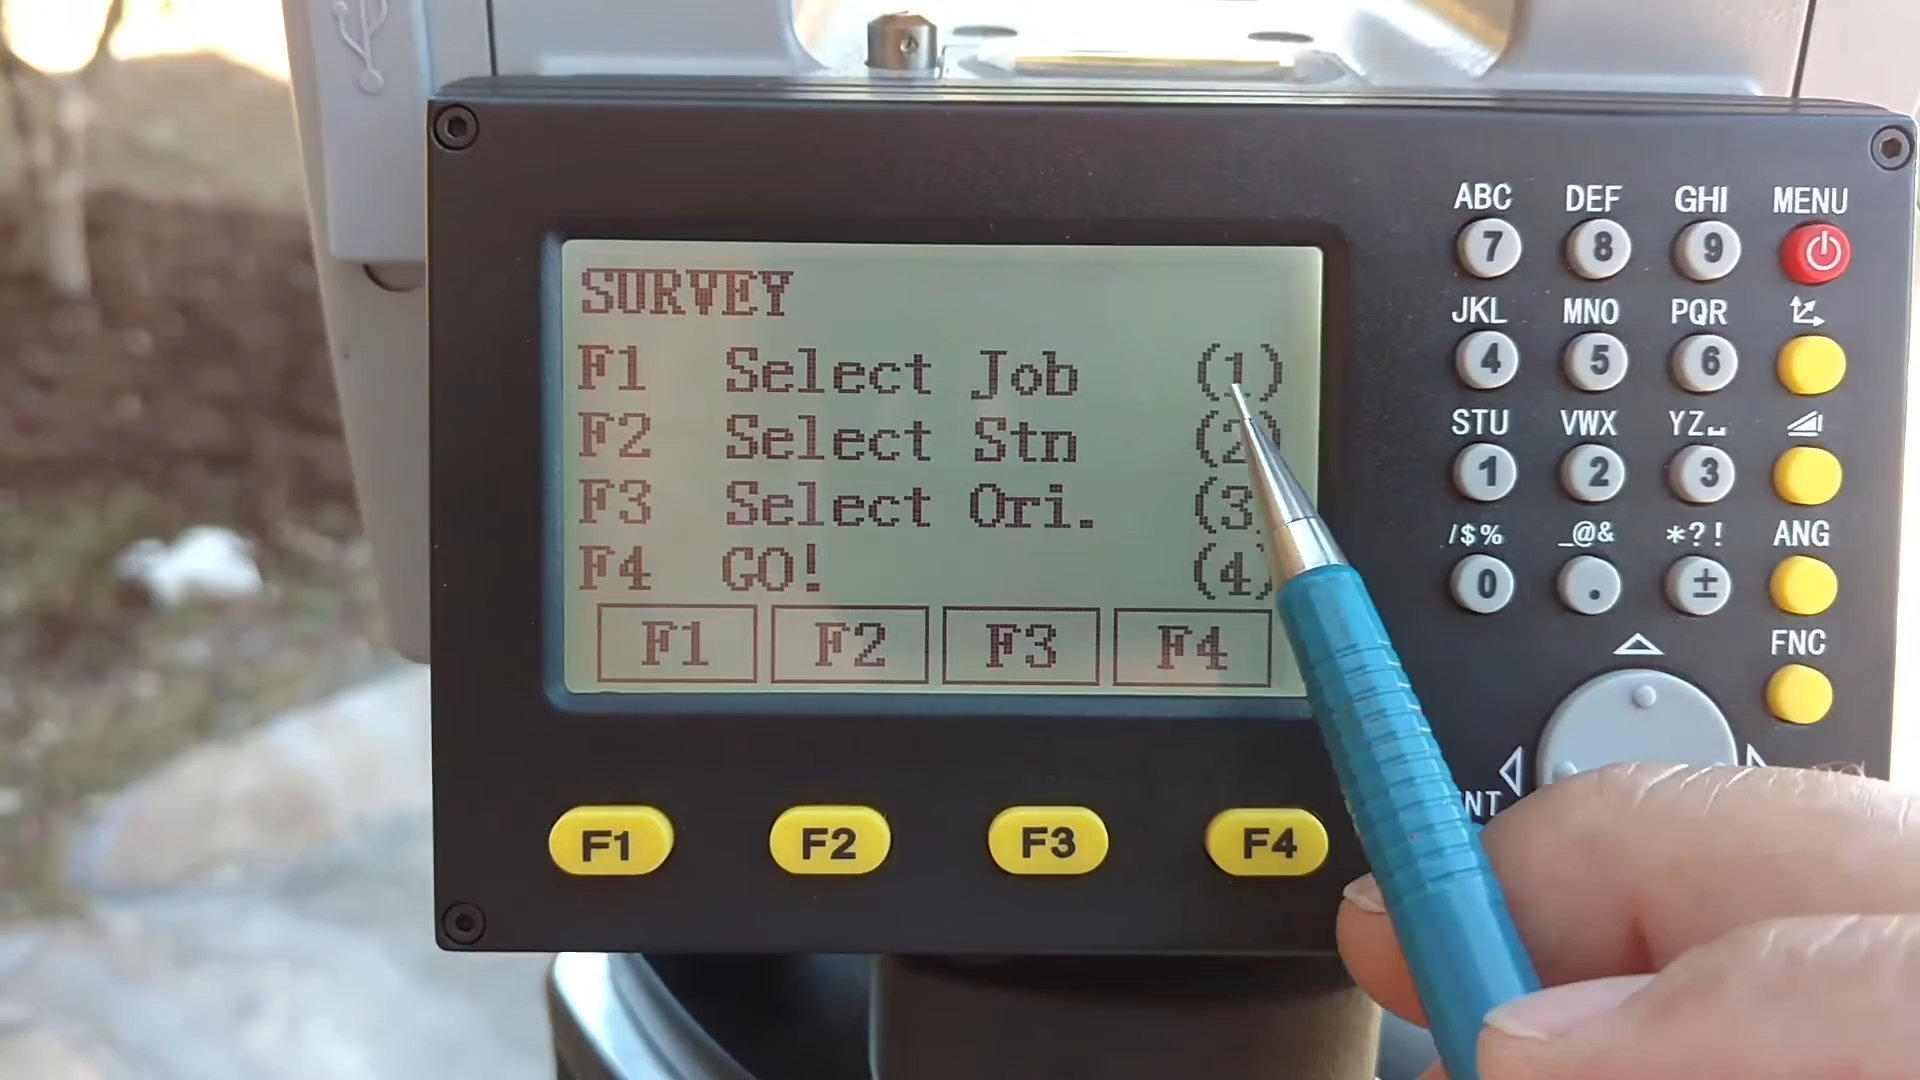 SURVEY
F1 Select Job (1)
F2 Select Stn (2)
F3 Select Ori. (3
F4 GO! (4)
F1 F2 F3 F4
F1 F2 F3 F4
ABC DEF GHI MENU
7 8 9
JKL MNO PQR
4 5 6
STU VWX YZ␣
1 2 3
/$% _@& *?! ANG
0 . ±
FNC
NT